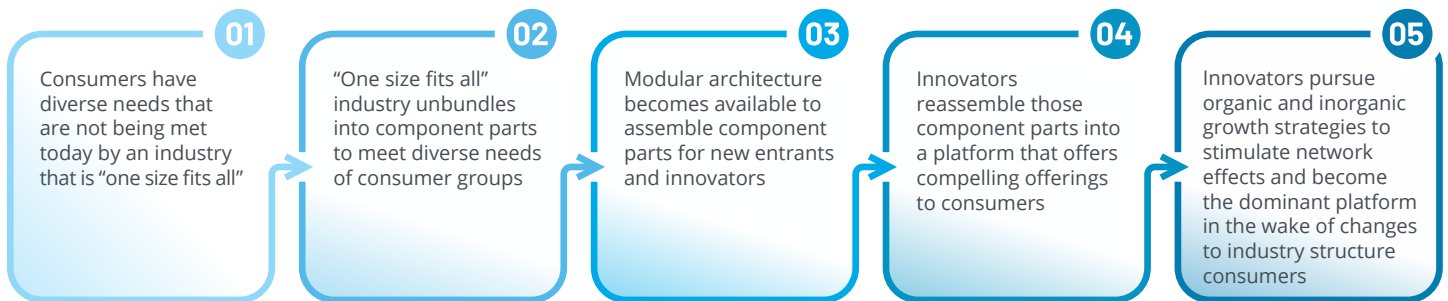 01
Consumers have
diverse needs that
are not being met
today by an industry
that is “one size fits all”
02
“One size fits all”
industry unbundles
into component parts
to meet diverse needs
of consumer groups
03
Modular architecture
becomes available to
assemble component
parts for new entrants
and innovators
04
Innovators
reassemble those
component parts into
a platform that offers
compelling offerings
to consumers
05
Innovators pursue
organic and inorganic
growth strategies to
stimulate network
effects and become
the dominant platform
in the wake of changes
to industry structure
consumers